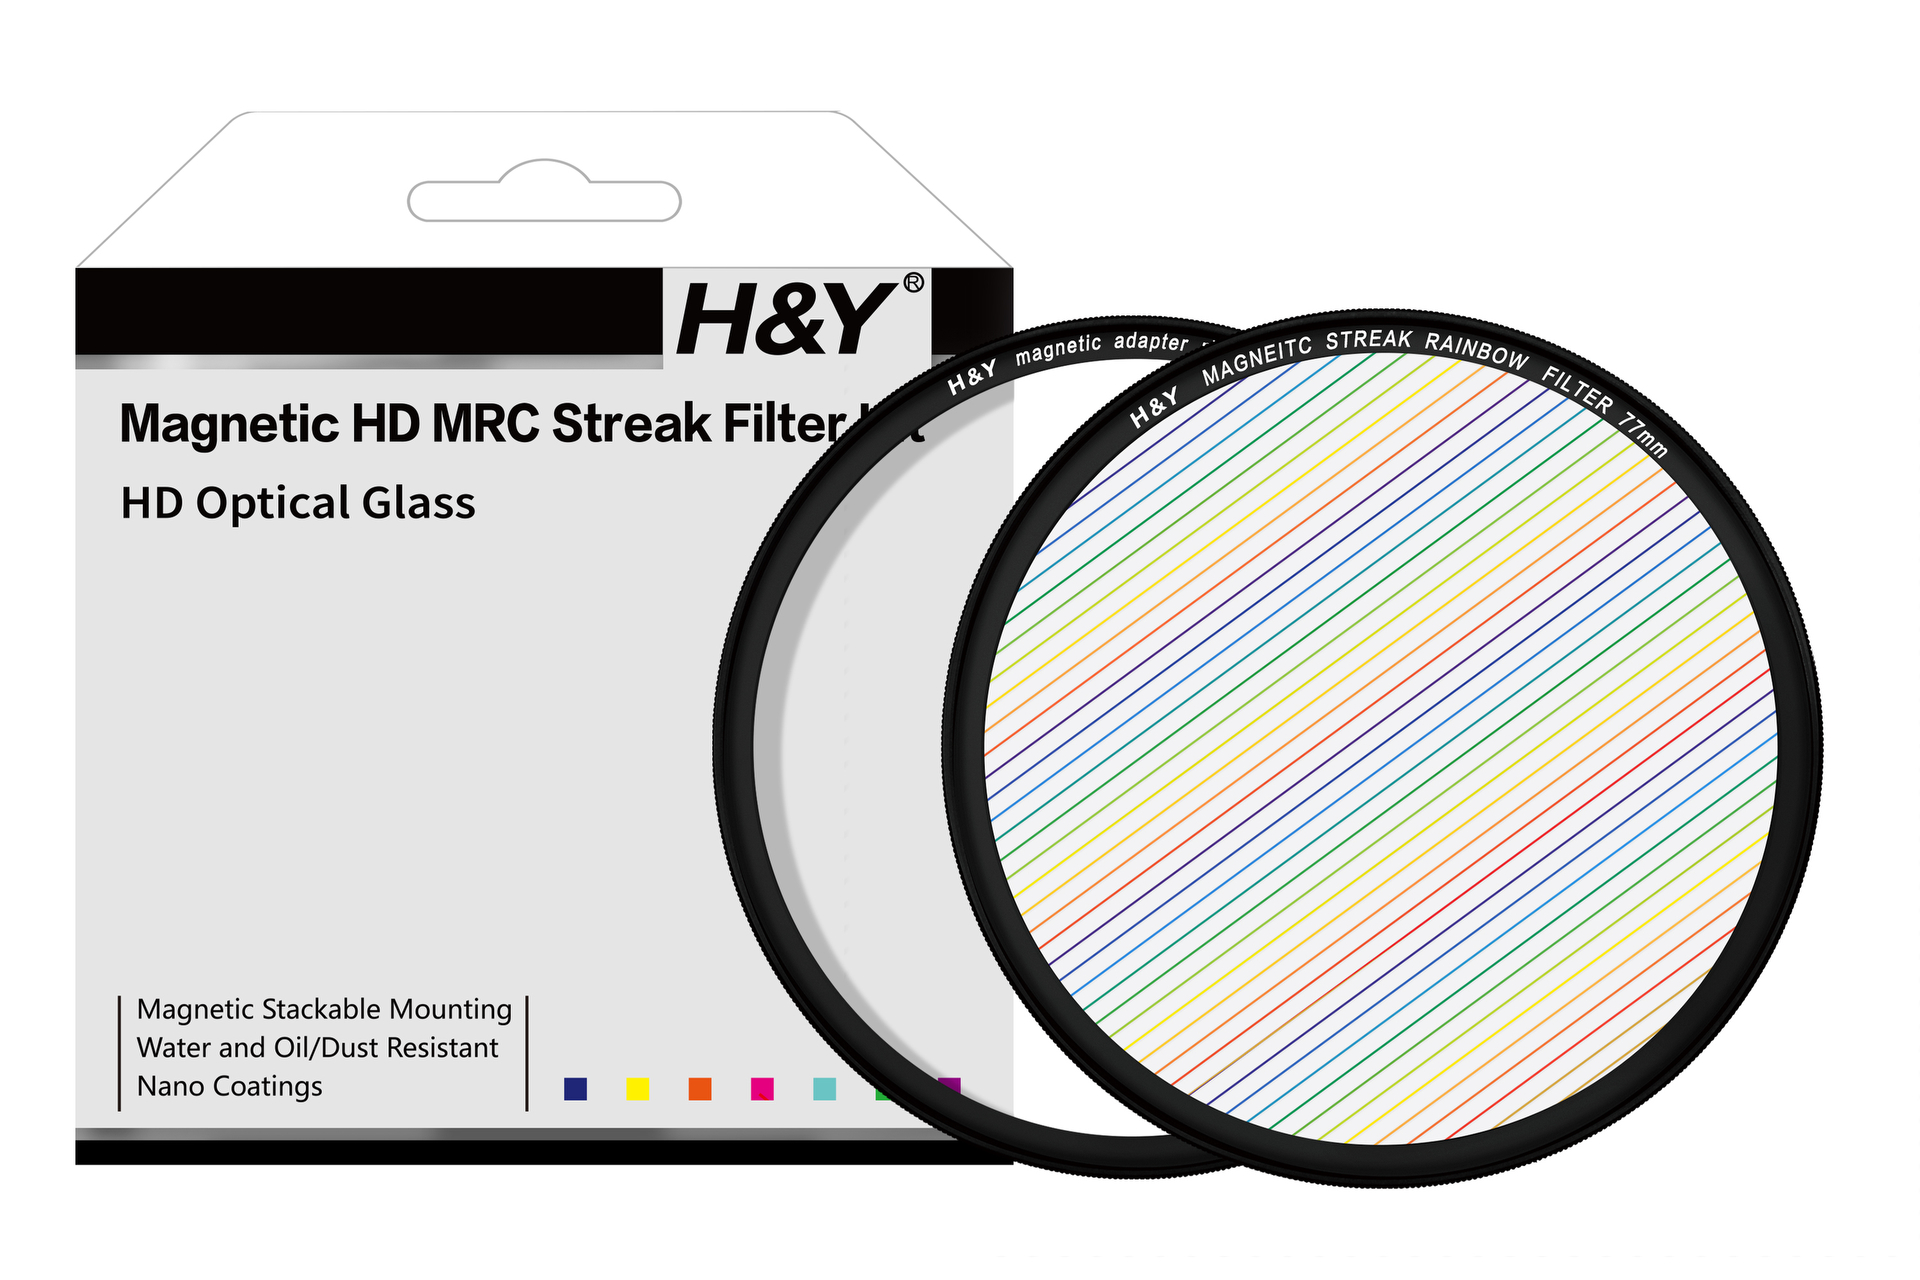 H&Y®
Magnetic HD MRC Streak Filter
HD Optical Glass
Magnetic Stackable Mounting
Water and Oil/Dust Resistant
Nano Coatings
H&Y magnetic adapter
H&Y MAGNEITC STREAK RAINBOW FILTER 77mm